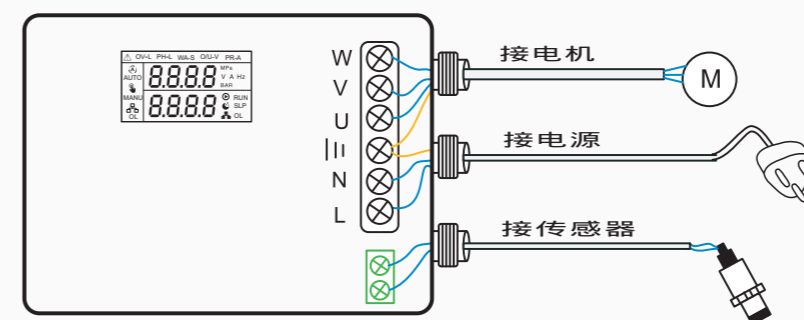 ⚠ OV-L PH-L WA-S O/U-V PR-A
AUTO 8.8.8.8 MPa
V A Hz
BAR
MANU 8.8.8.8 RUN
SLP
OL OL
W
V
U
N
L
接电机
M
接电源
接传感器